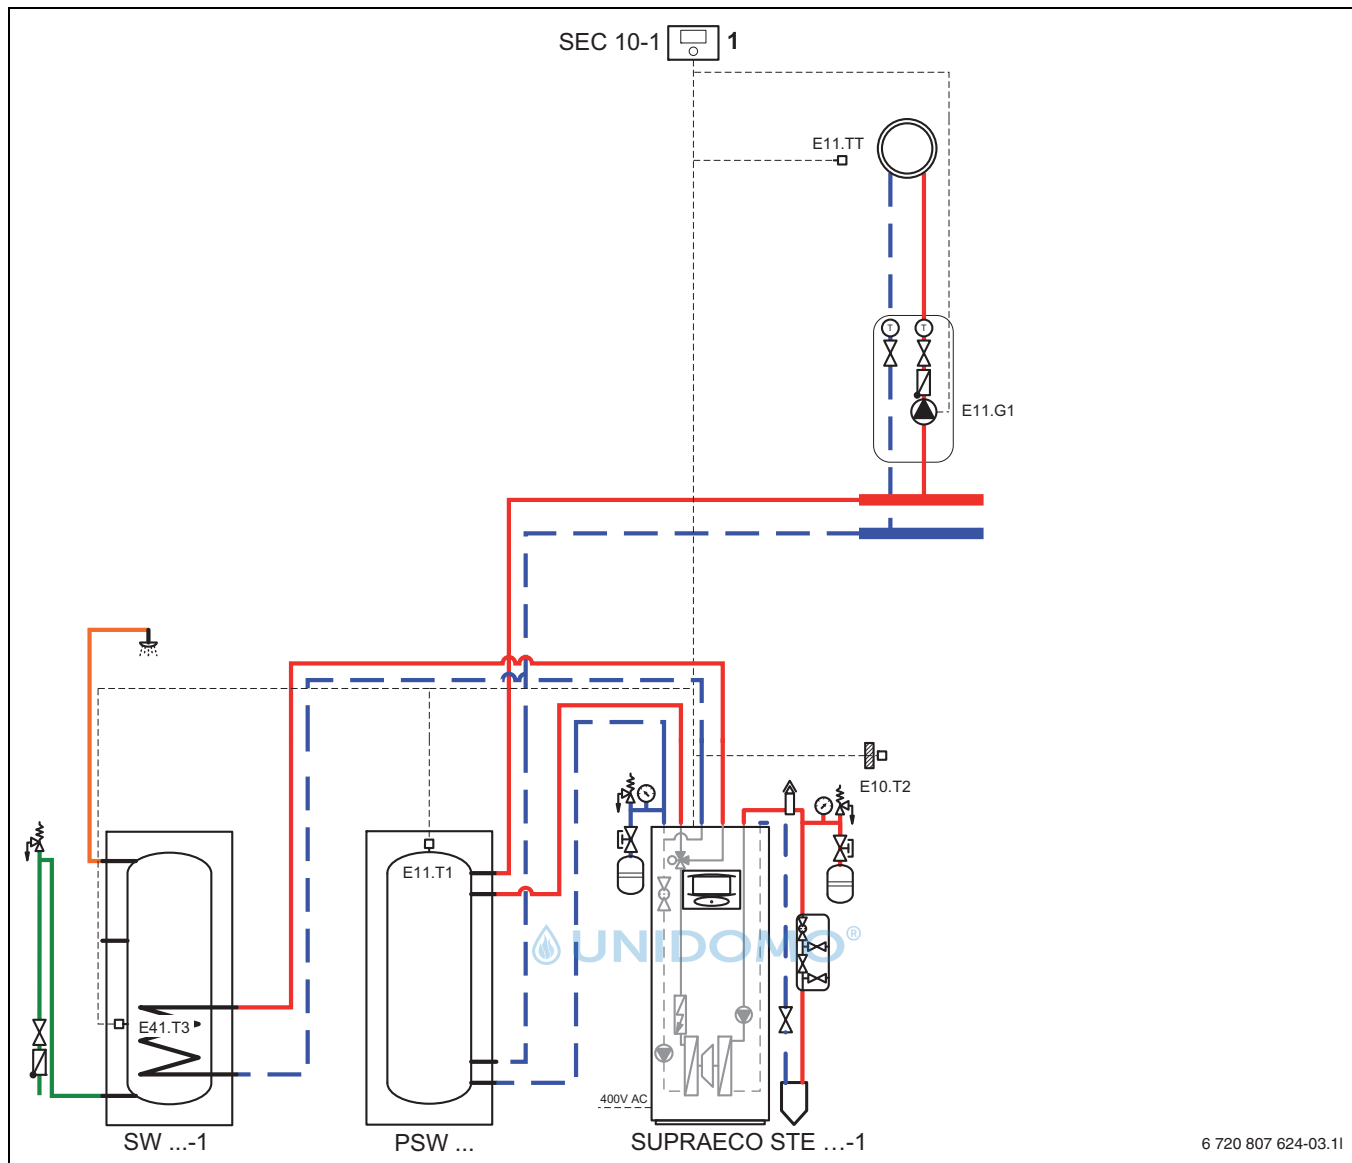 SEC 10-1 1
E11.TT
T T
E11.G1
E10.T2
E11.T1
UNIDOMO®
E41.T3
400V AC
SW ...-1
PSW ...
SUPRAECO STE ...-1
6 720 807 624-03.1I